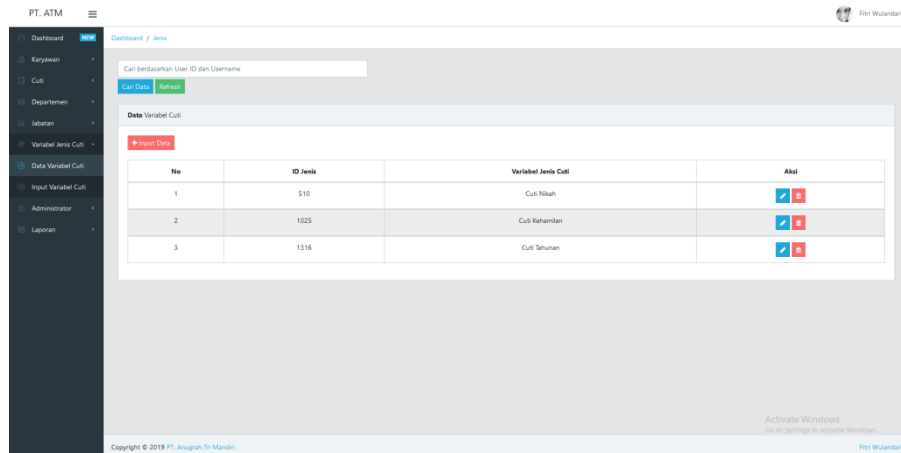 PT. ATM
Fitri Wulandari
Dashboard NEW
Karyawan
Cuti
Departemen
Jabatan
Variabel Jenis Cuti
Data Variabel Cuti
Input Variabel Cuti
Administrator
Laporan
Dashboard / Jenis
Cari berdasarkan User ID dan Username
Cari Data Refresh
Data Variabel Cuti
+ Input Data
No ID Jenis Variabel Jenis Cuti Aksi
1 510 Cuti Nikah
2 1025 Cuti Kehamilan
3 1316 Cuti Tahunan
Activate Windows
Go to Settings to activate Windows.
Copyright © 2019 PT. Anugrah Tri Mandiri
Fitri Wulandari